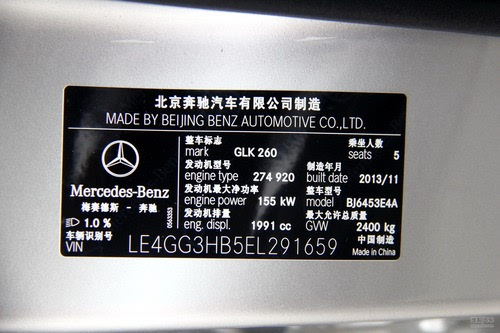 北京奔驰汽车有限公司制造
MADE BY BEIJING BENZ AUTOMOTIVE CO.,LTD.
整车标志 乘坐人数
mark GLK 260 seats 5
发动机型号 制造年月
engine type 274 920 built date 2013/11
发动机最大净功率 整车型号
engine power 155 kW model BJ6453E4A
发动机排量 最大允许总质量
eng. displ. 1991 cc GVW 2400 kg
Mercedes-Benz
梅赛德斯 - 奔驰
1.0 %
车辆识别号 中国制造
VIN LE4GG3HB5EL291659 Made in China